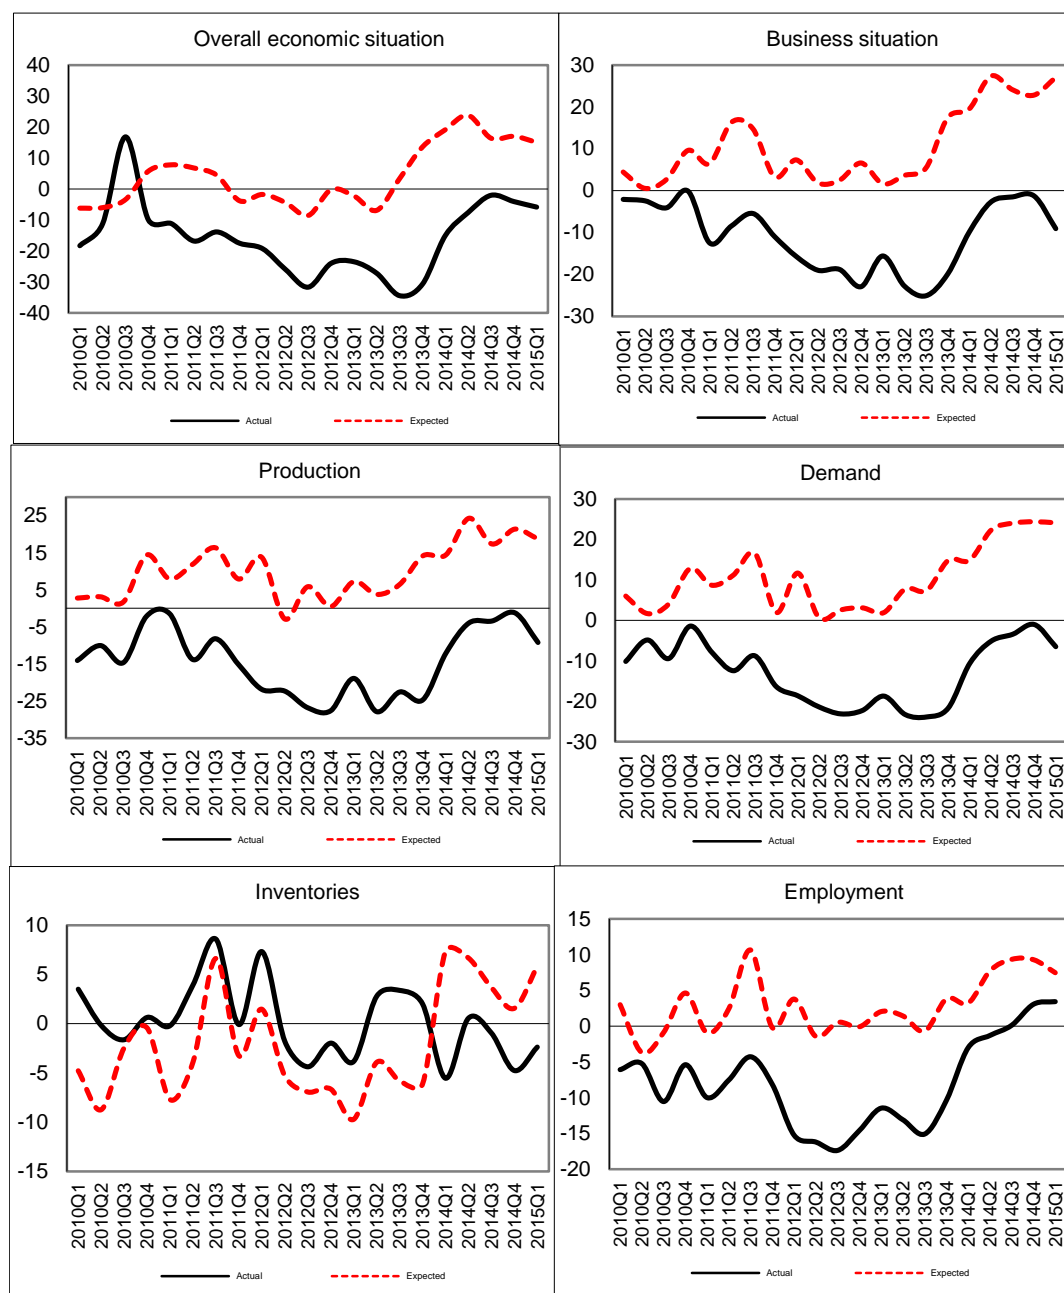 Overall economic situation
40
30
20
10
0
-10
-20
-30
-40
2010Q1
2010Q2
2010Q3
2010Q4
2011Q1
2011Q2
2011Q3
2011Q4
2012Q1
2012Q2
2012Q3
2012Q4
2013Q1
2013Q2
2013Q3
2013Q4
2014Q1
2014Q2
2014Q3
2014Q4
2015Q1
Actual Expected
Business situation
30
20
10
0
-10
-20
-30
2010Q1
2010Q2
2010Q3
2010Q4
2011Q1
2011Q2
2011Q3
2011Q4
2012Q1
2012Q2
2012Q3
2012Q4
2013Q1
2013Q2
2013Q3
2013Q4
2014Q1
2014Q2
2014Q3
2014Q4
2015Q1
Actual Expected
Production
25
15
5
-5
-15
-25
-35
2010Q1
2010Q2
2010Q3
2010Q4
2011Q1
2011Q2
2011Q3
2011Q4
2012Q1
2012Q2
2012Q3
2012Q4
2013Q1
2013Q2
2013Q3
2013Q4
2014Q1
2014Q2
2014Q3
2014Q4
2015Q1
Actual Expected
Demand
30
20
10
0
-10
-20
-30
2010Q1
2010Q2
2010Q3
2010Q4
2011Q1
2011Q2
2011Q3
2011Q4
2012Q1
2012Q2
2012Q3
2012Q4
2013Q1
2013Q2
2013Q3
2013Q4
2014Q1
2014Q2
2014Q3
2014Q4
2015Q1
Actual Expected
Inventories
10
5
0
-5
-10
-15
2010Q1
2010Q2
2010Q3
2010Q4
2011Q1
2011Q2
2011Q3
2011Q4
2012Q1
2012Q2
2012Q3
2012Q4
2013Q1
2013Q2
2013Q3
2013Q4
2014Q1
2014Q2
2014Q3
2014Q4
2015Q1
Actual Expected
Employment
15
10
5
0
-5
-10
-15
-20
2010Q1
2010Q2
2010Q3
2010Q4
2011Q1
2011Q2
2011Q3
2011Q4
2012Q1
2012Q2
2012Q3
2012Q4
2013Q1
2013Q2
2013Q3
2013Q4
2014Q1
2014Q2
2014Q3
2014Q4
2015Q1
Actual Expected